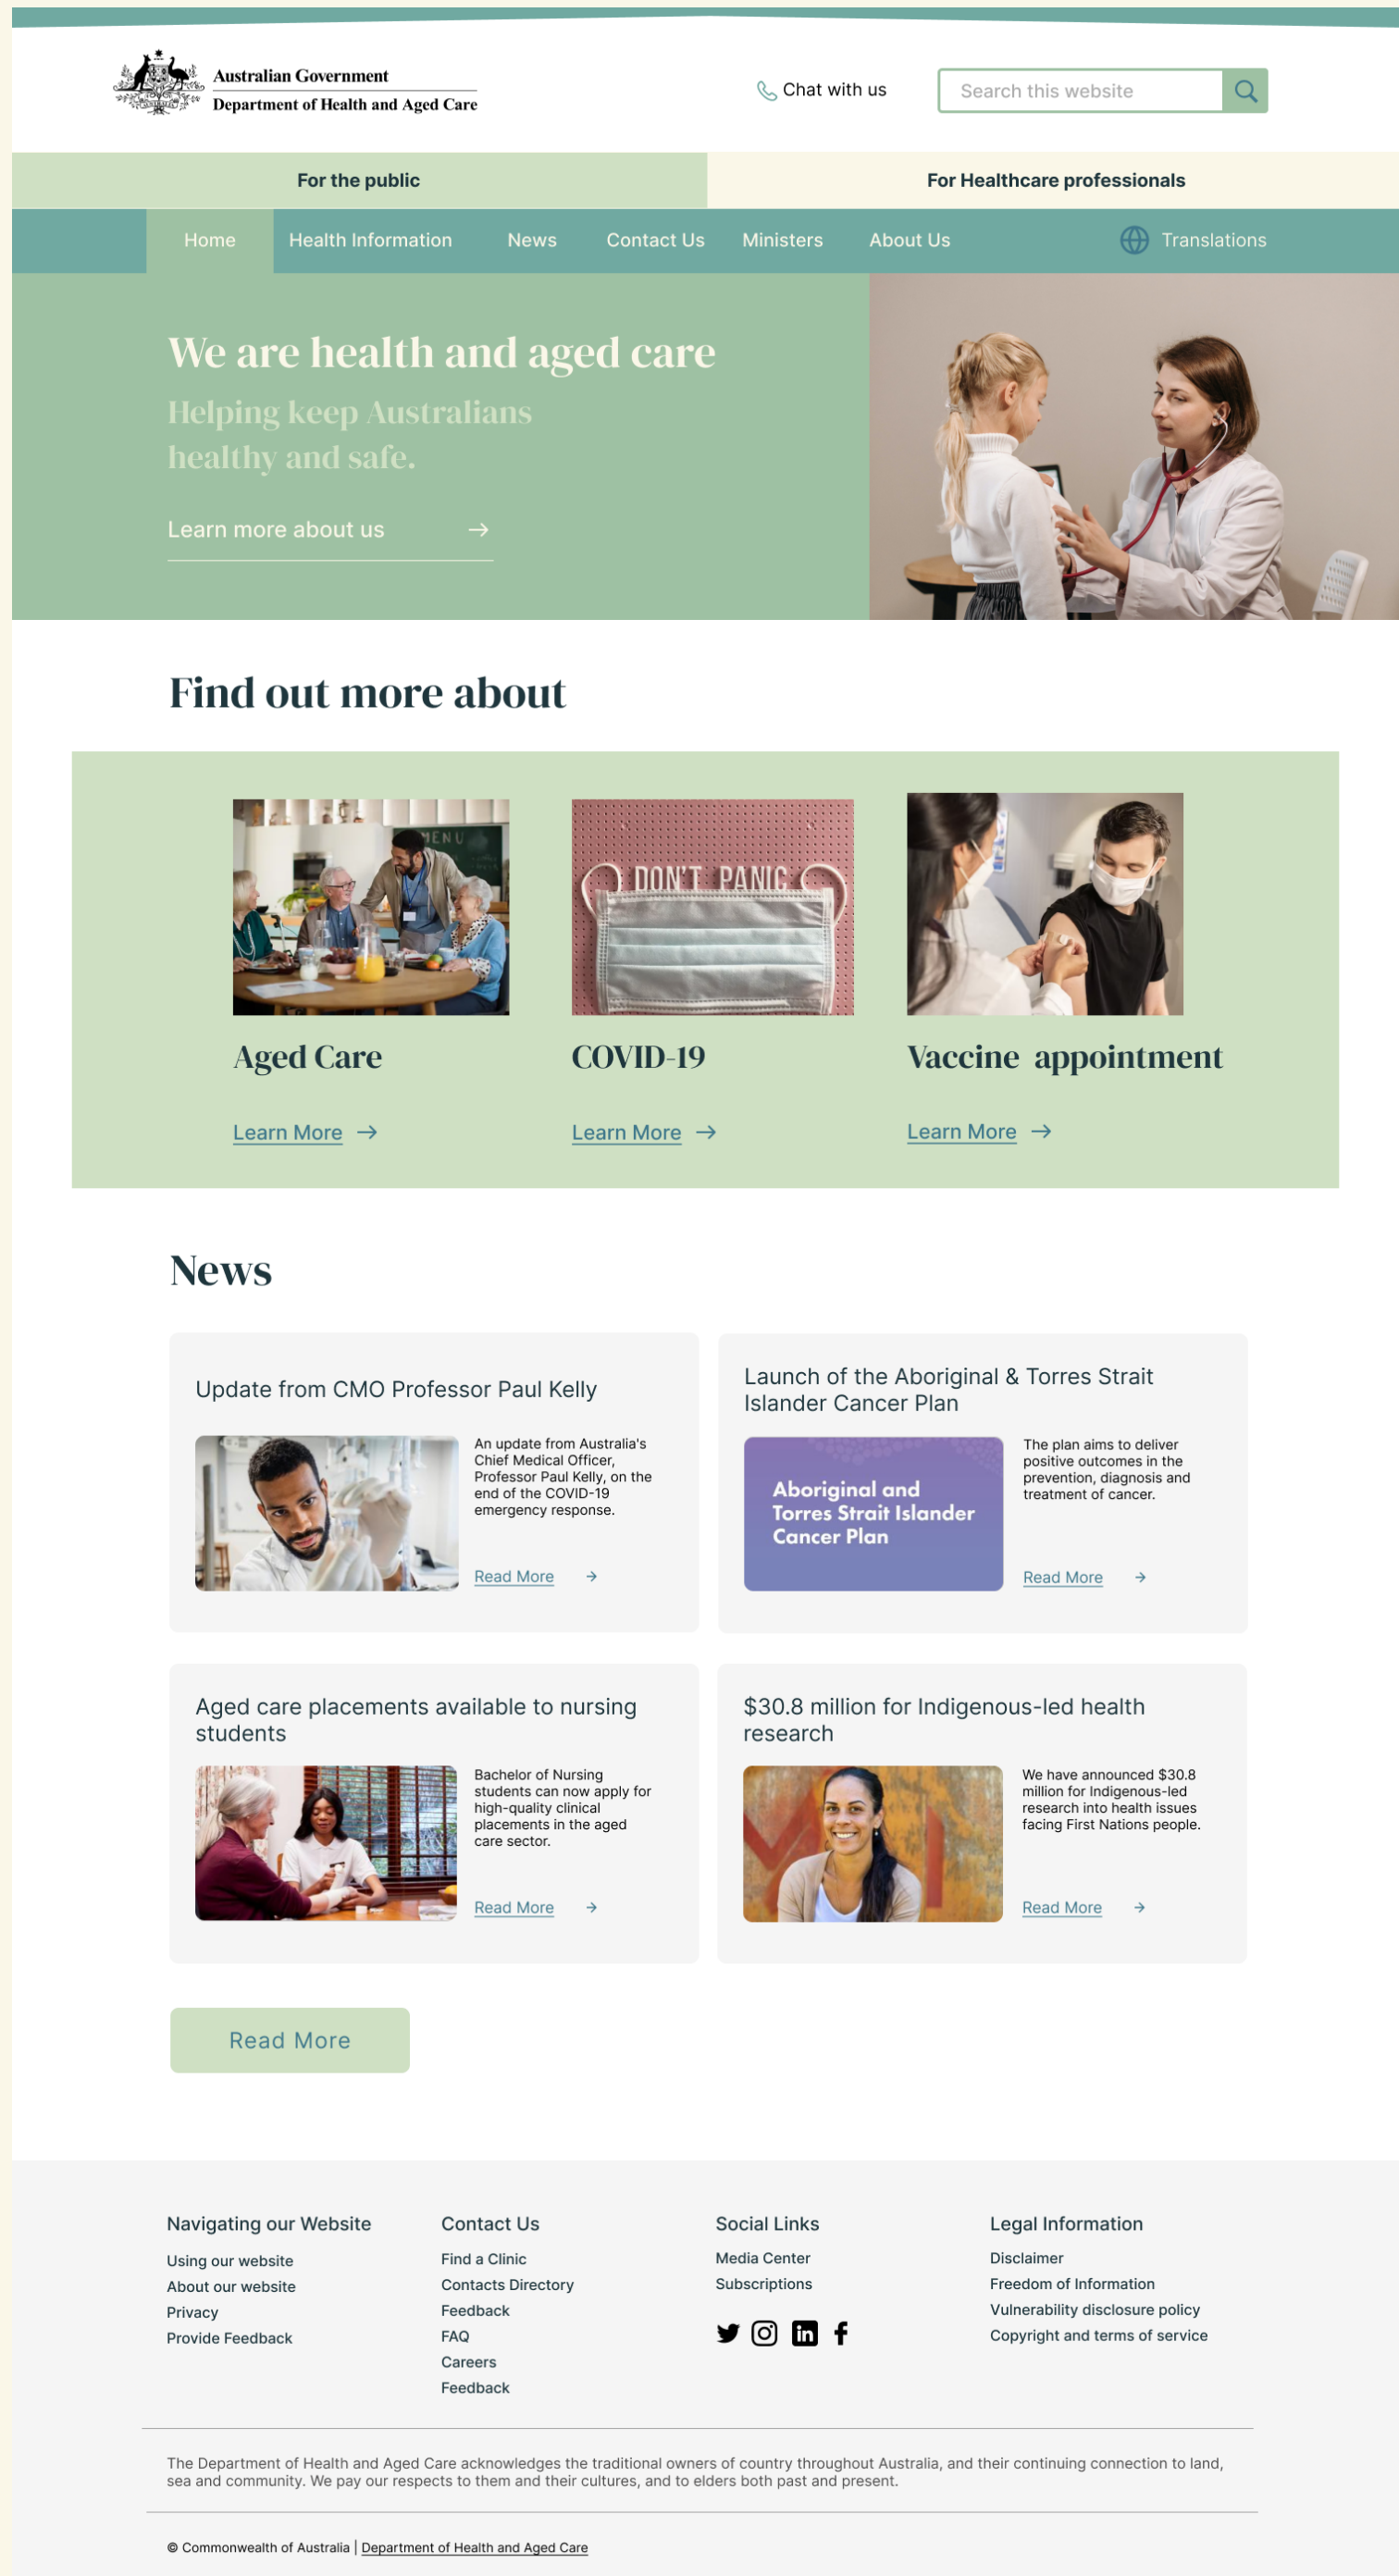 Australian Government
Department of Health and Aged Care
Chat with us
Search this website
For the public
For Healthcare professionals
Home
Health Information
News
Contact Us
Ministers
About Us
Translations
We are health and aged care
Helping keep Australians
healthy and safe.
Learn more about us
Find out more about
MENU
DON'T PANIC
Aged Care
COVID-19
Vaccine appointment
Learn More
Learn More
Learn More
News
Update from CMO Professor Paul Kelly
An update from Australia's
Chief Medical Officer,
Professor Paul Kelly, on the
end of the COVID-19
emergency response.
Read More
Launch of the Aboriginal & Torres Strait
Islander Cancer Plan
Aboriginal and
Torres Strait Islander
Cancer Plan
The plan aims to deliver
positive outcomes in the
prevention, diagnosis and
treatment of cancer.
Read More
Aged care placements available to nursing
students
Bachelor of Nursing
students can now apply for
high-quality clinical
placements in the aged
care sector.
Read More
$30.8 million for Indigenous-led health
research
We have announced $30.8
million for Indigenous-led
research into health issues
facing First Nations people.
Read More
Read More
Navigating our Website
Using our website
About our website
Privacy
Provide Feedback
Contact Us
Find a Clinic
Contacts Directory
Feedback
FAQ
Careers
Feedback
Social Links
Media Center
Subscriptions
Legal Information
Disclaimer
Freedom of Information
Vulnerability disclosure policy
Copyright and terms of service
The Department of Health and Aged Care acknowledges the traditional owners of country throughout Australia, and their continuing connection to land,
sea and community. We pay our respects to them and their cultures, and to elders both past and present.
© Commonwealth of Australia | Department of Health and Aged Care